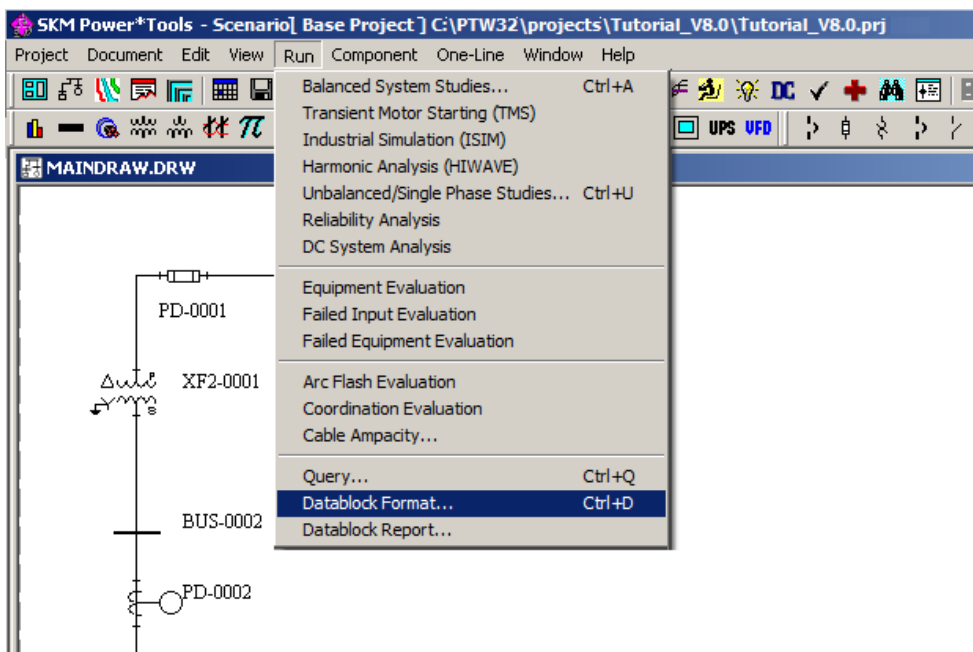 SKM Power*Tools - Scenario[ Base Project ] C:\PTW32\projects\Tutorial_V8.0\Tutorial_V8.0.prj
Project Document Edit View Run Component One-Line Window Help
DC
UPS VFD
MAINDRAW.DRW
Balanced System Studies... Ctrl+A
Transient Motor Starting (TMS)
Industrial Simulation (ISIM)
Harmonic Analysis (HIWAVE)
Unbalanced/Single Phase Studies... Ctrl+U
Reliability Analysis
DC System Analysis
Equipment Evaluation
Failed Input Evaluation
Failed Equipment Evaluation
Arc Flash Evaluation
Coordination Evaluation
Cable Ampacity...
Query... Ctrl+Q
Datablock Format... Ctrl+D
Datablock Report...
PD-0001
XF2-0001
S
BUS-0002
PD-0002